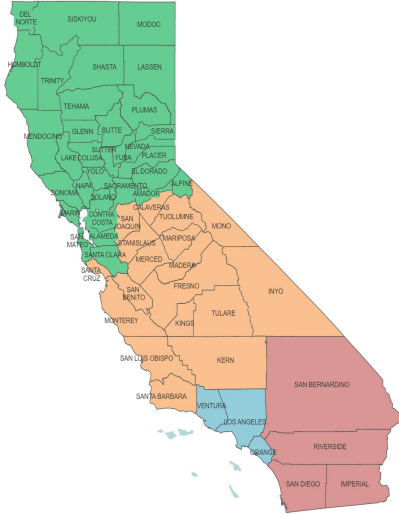 DEL
NORTE
SISKIYOU
MODOC
HUMBOLDT
TRINITY
SHASTA
LASSEN
TEHAMA
PLUMAS
MENDOCINO
GLENN
BUTTE
SIERRA
LAKE
COLUSA
SUTTER
YUBA
NEVADA
PLACER
YOLO
EL DORADO
NAPA
SACRAMENTO
ALPINE
SONOMA
SOLANO
AMADOR
MARIN
CONTRA
COSTA
SAN
JOAQUIN
CALAVERAS
TUOLUMNE
MONO
SAN
MATEO
ALAMEDA
STANISLAUS
MARIPOSA
SANTA CLARA
MERCED
MADERA
SANTA
CRUZ
SAN
BENITO
FRESNO
INYO
MONTEREY
KINGS
TULARE
SAN LUIS OBISPO
KERN
SAN BERNARDINO
SANTA BARBARA
VENTURA
LOS ANGELES
ORANGE
RIVERSIDE
SAN DIEGO
IMPERIAL